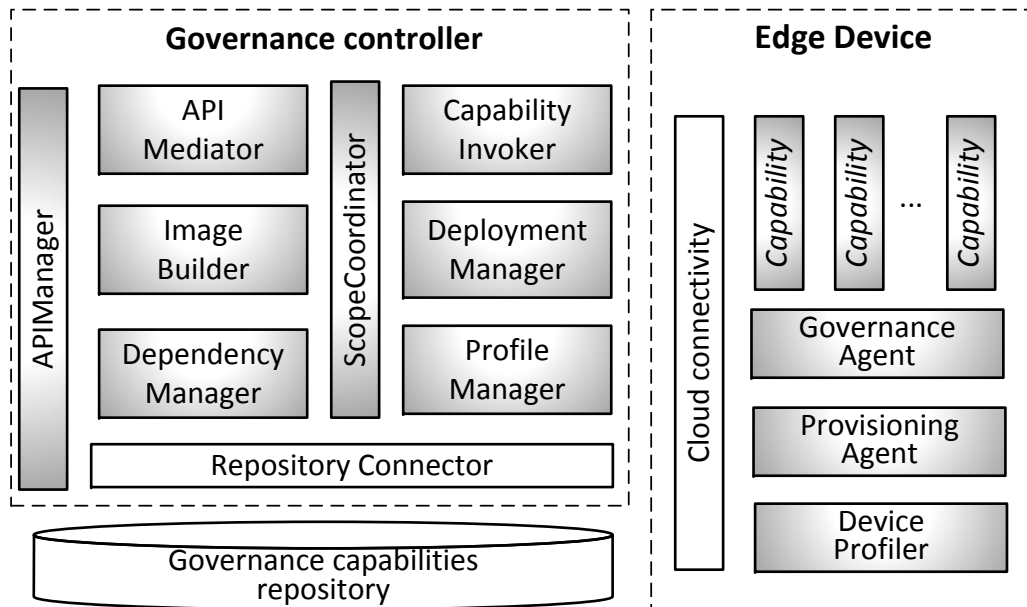 Governance controller
APIManager
API
Mediator
Image
Builder
Dependency
Manager
ScopeCoordinator
Capability
Invoker
Deployment
Manager
Profile
Manager
Repository Connector
Governance capabilities
repository
Edge Device
Cloud connectivity
Capability
Capability
...
Capability
Governance
Agent
Provisioning
Agent
Device
Profiler